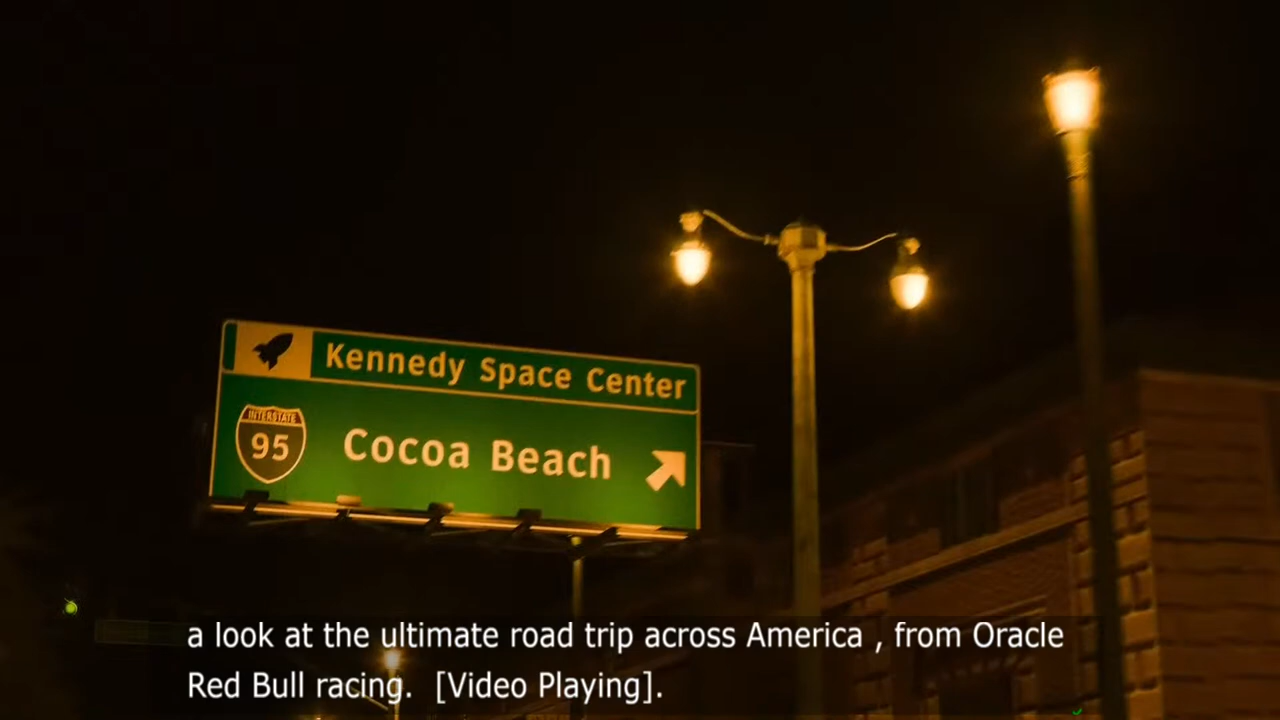 Kennedy Space Center
INTERSTATE
95
Cocoa Beach
a look at the ultimate road trip across America , from Oracle
Red Bull racing.  [Video Playing].